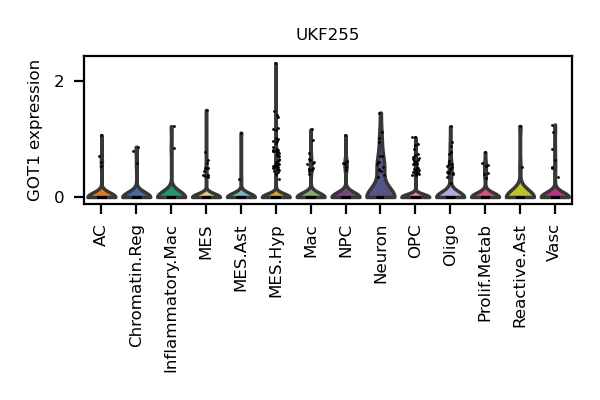 UKF255
GOT1 expression
2
0
AC
Chromatin.Reg
Inflammatory.Mac
MES
MES.Ast
MES.Hyp
Mac
NPC
Neuron
OPC
Oligo
Prolif.Metab
Reactive.Ast
Vasc